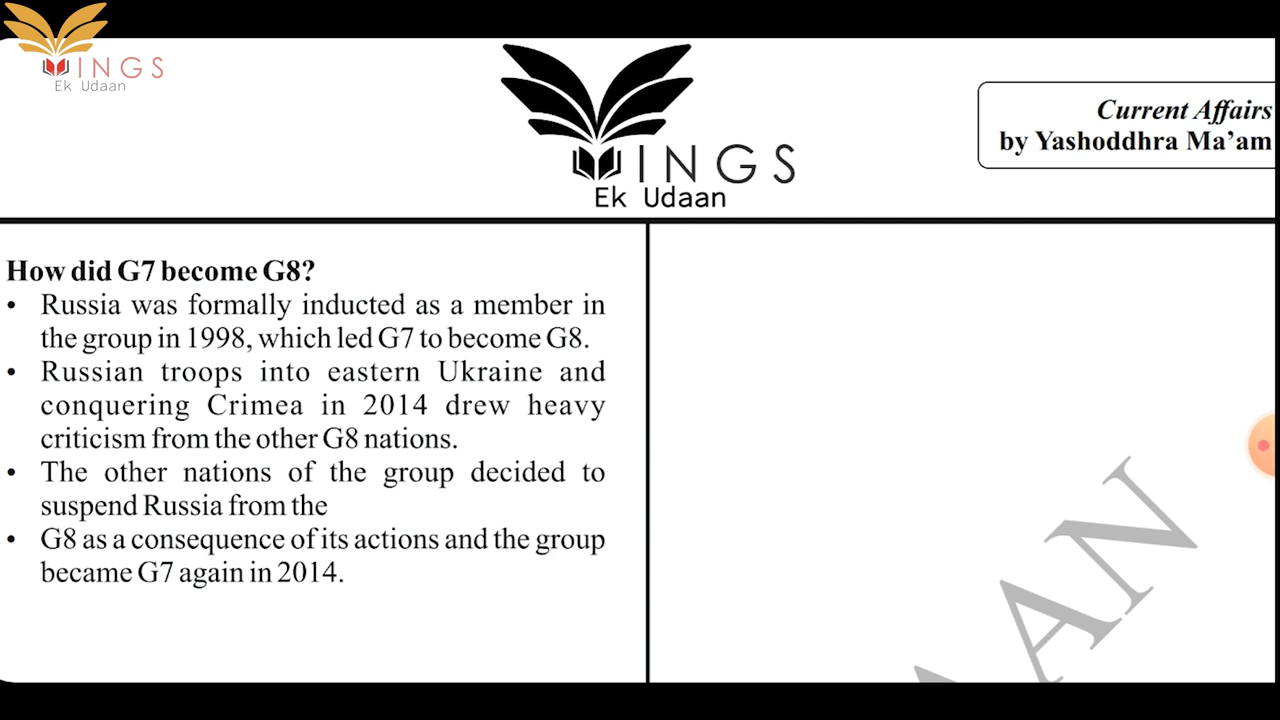 WINGS
Ek Udaan
WINGS
Ek Udaan
Current Affairs
by Yashoddhra Ma’am
How did G7 become G8?
• Russia was formally inducted as a member in
the group in 1998, which led G7 to become G8.
• Russian troops into eastern Ukraine and
conquering Crimea in 2014 drew heavy
criticism from the other G8 nations.
• The other nations of the group decided to
suspend Russia from the
• G8 as a consequence of its actions and the group
became G7 again in 2014.
AAN